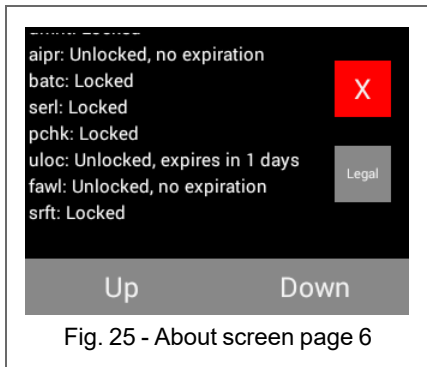 aipr: Unlocked, no expiration
batc: Locked
serl: Locked
pchk: Locked
uloc: Unlocked, expires in 1 days
fawl: Unlocked, no expiration
srft: Locked
X
Legal
Up
Down
Fig. 25 - About screen page 6